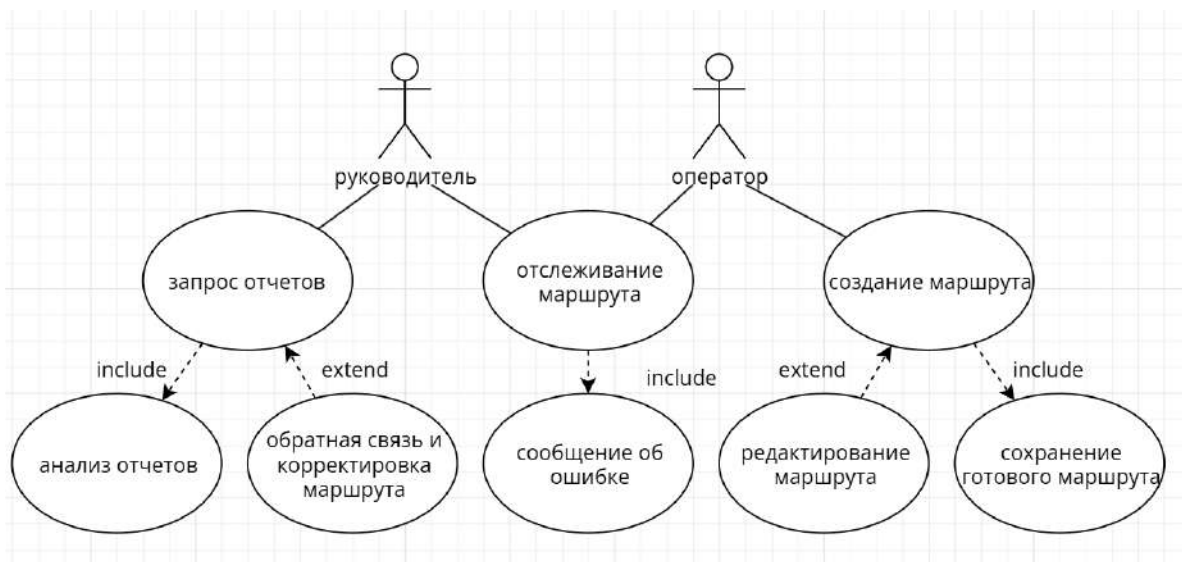 руководитель
оператор
запрос отчетов
отслеживание
маршрута
создание маршрута
include
extend
include
extend
include
анализ отчетов
обратная связь и
корректировка
маршрута
сообщение об
ошибке
редактирование
маршрута
сохранение
готового маршрута